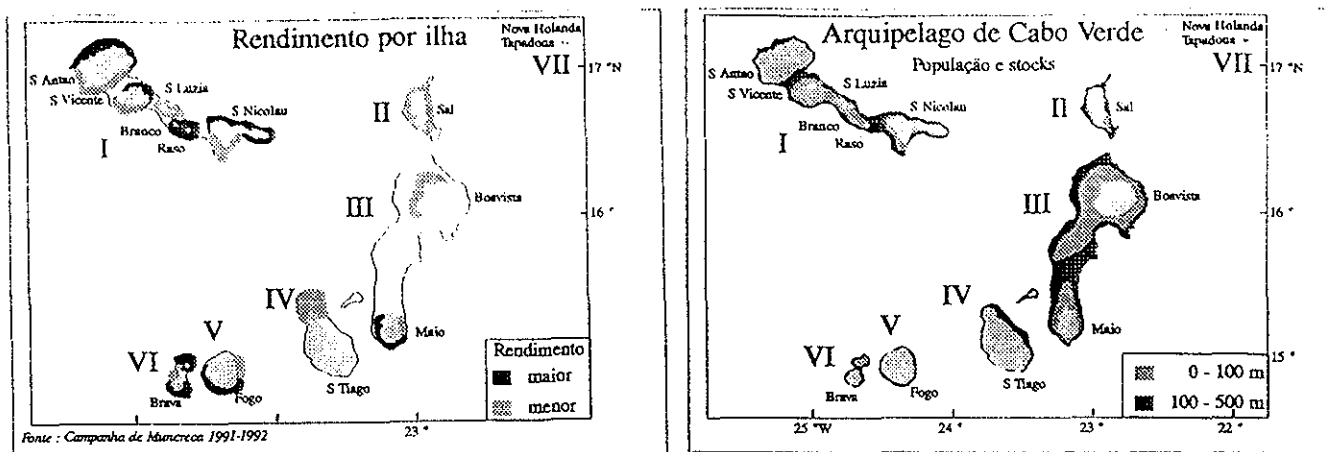 Rendimento por ilha
Nova Holanda
Tapadoga
VII
17 °N
S Antao
S Vicente
S Luzia
S Nicolau
Branco
Raso
I
II
Sal
III
Boavista
16 °
IV
V
VI
Maio
S Tiago
Brava
Fogo
Rendimento
maior
menor
23 °
Fonte : Campanha de Muncreca 1991-1992
Arquipelago de Cabo Verde
População e stocks
Nova Holanda
Tapadoga
VII
17 °N
S Antao
S Vicente
S Luzia
S Nicolau
Branco
Raso
I
II
Sal
III
Boavista
16 °
IV
V
VI
Maio
S Tiago
Brava
Fogo
15 °
0 - 100 m
100 - 500 m
25 °W
24 °
23 °
22 °